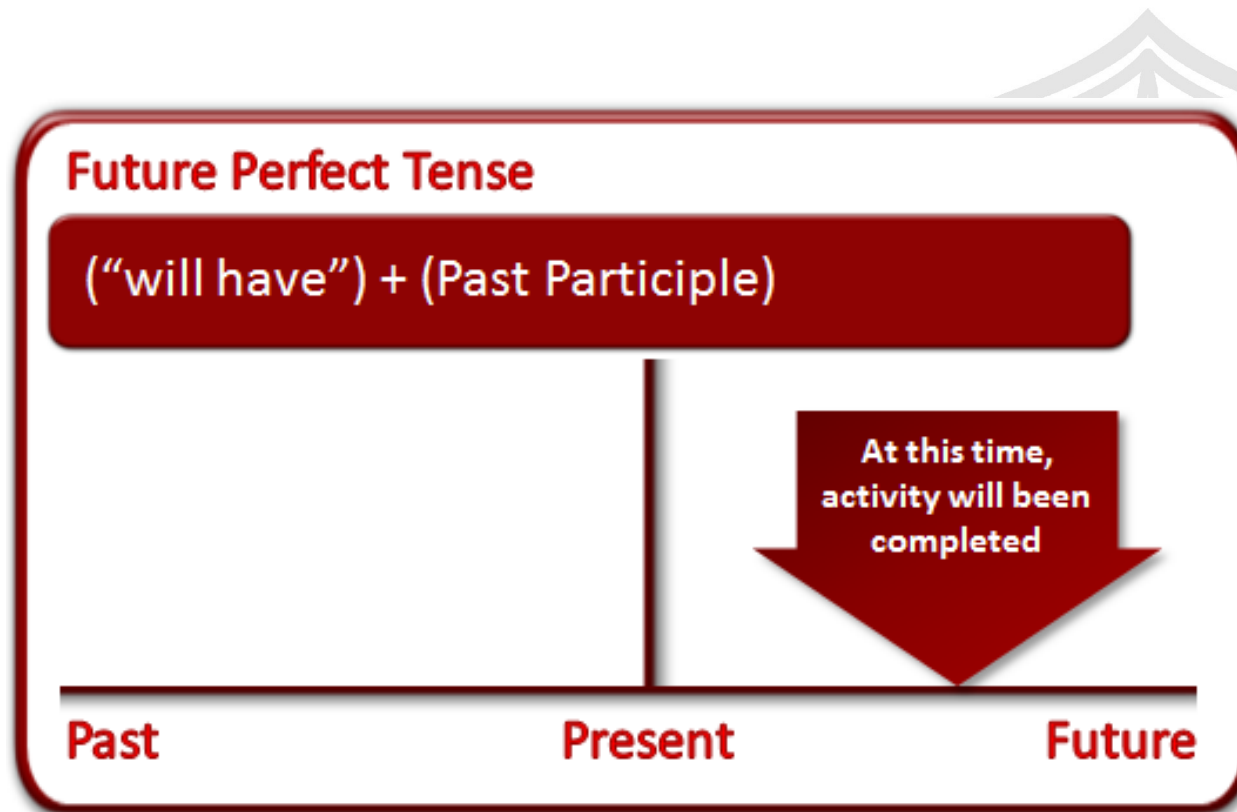 Future Perfect Tense
(“will have”) + (Past Participle)
At this time,
activity will been
completed
Past Present Future